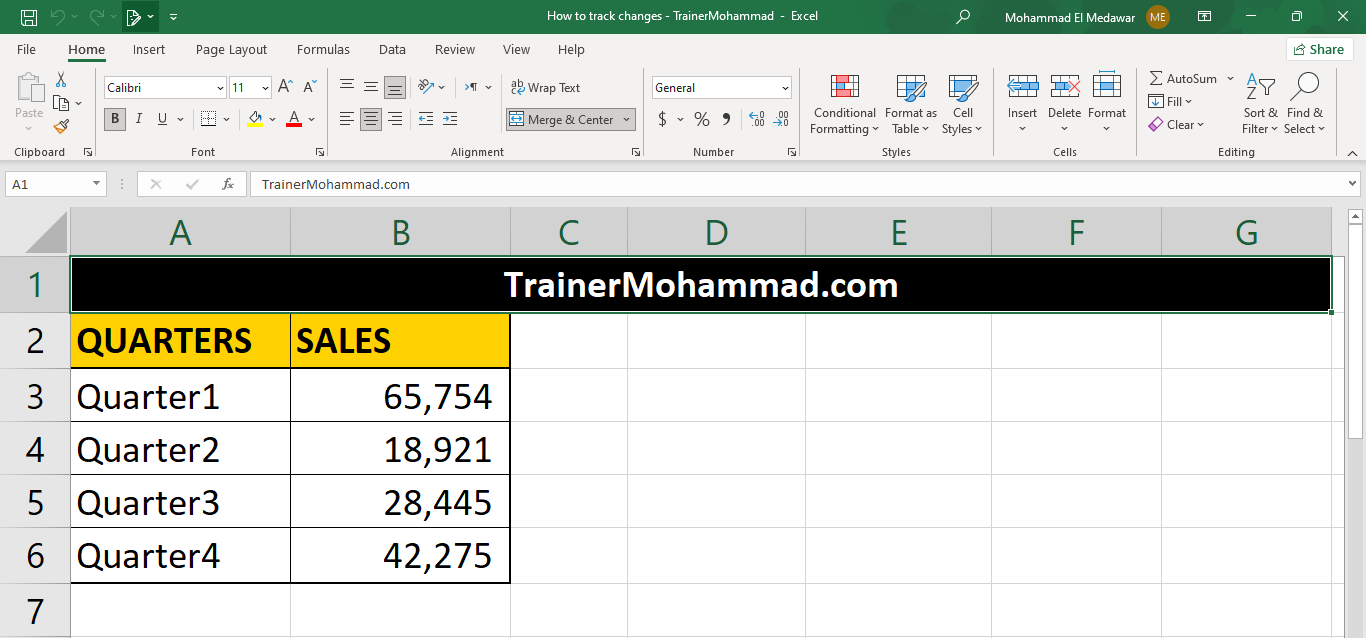 How to track changes - TrainerMohammad - Excel
Mohammad El Medawar ME
File Home Insert Page Layout Formulas Data Review View Help Share
Paste
Clipboard
Calibri 11
B I U A
Font
ab Wrap Text
Merge & Center
Alignment
General
$ % 9
Number
Conditional Formatting
Format as Table
Cell Styles
Styles
Insert Delete Format
Cells
AutoSum
Fill
Clear
Sort & Filter
Find & Select
Editing
A1 fx TrainerMohammad.com
A B C D E F G
1 TrainerMohammad.com
2 QUARTERS SALES
3 Quarter1 65,754
4 Quarter2 18,921
5 Quarter3 28,445
6 Quarter4 42,275
7